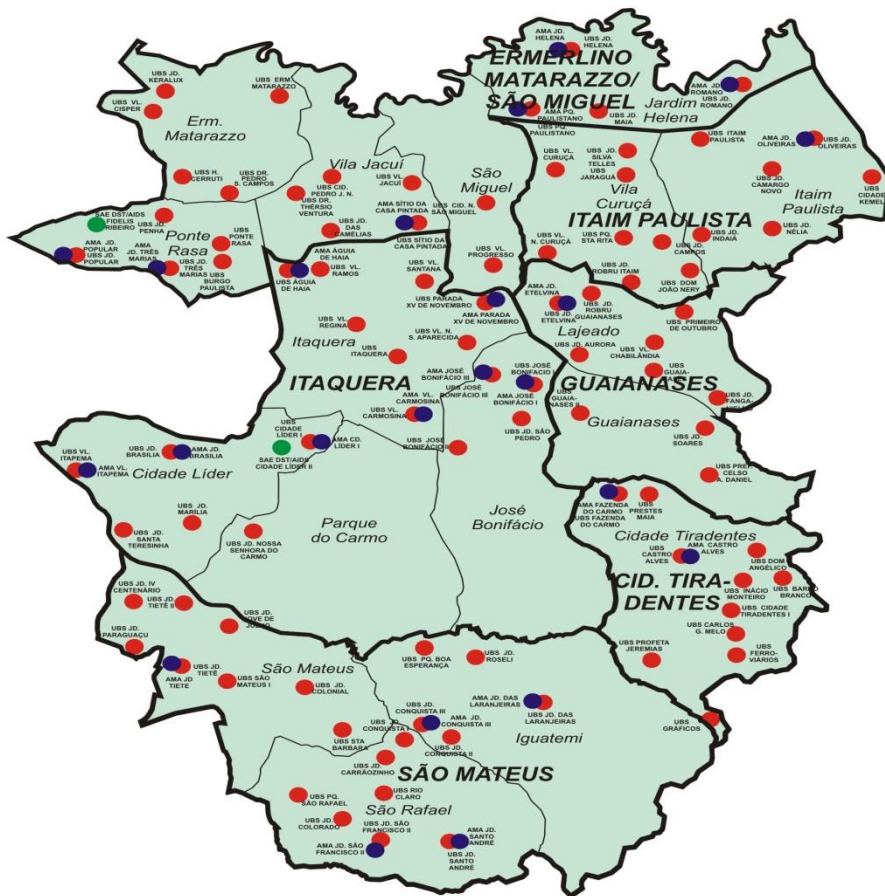 AMA JD.
HELENA
UBS JD.
HELENA
ERMERLINO
MATARAZZO/
SÃO MIGUEL
UBS JD.
KERALUX
UBS ERM.
MATARAZZO
UBS VL.
CISPER
Erm.
Matarazzo
AMA JD.
ROMANO
UBS JD.
ROMANO
Jardim
Helena
AMA PQ.
PAULISTANO
UBS PQ.
PAULISTANO
UBS JD.
MAIA
UBS ITAIM
PAULISTA
AMA JD.
OLIVEIRAS
UBS JD.
OLIVEIRAS
UBS H.
CERRUTI
UBS DR.
PEDRO
S. CAMPOS
Vila Jacuí
UBS CID.
PEDRO J. N.
UBS DR.
THÉRSIO
VENTURA
UBS VL.
JACUÍ
São
Miguel
UBS CID. N.
SÃO MIGUEL
UBS VL.
CURUÇÁ
UBS JD.
SILVA
TELLES
UBS
JARAGUÁ
Vila
Curuçá
UBS JD.
CAMARGO
NOVO
UBS
CIDADE
KEMEL
Itaim
Paulista
ITAIM PAULISTA
SAE DST/AIDS
FIDELIS
RIBEIRO
UBS JD.
PENHA
Ponte
Rasa
UBS
PONTE
RASA
AMA JD.
POPULAR
UBS JD.
POPULAR
AMA
JD. TRÊS
MARIAS
UBS JD.
TRÊS
MARIAS
UBS
BURGO
PAULISTA
UBS JD.
DAS
CAMÉLIAS
AMA SÍTIO DA
CASA PINTADA
UBS SÍTIO DA
CASA PINTADA
UBS VL.
PROGRESSO
UBS VL.
N. CURUÇÁ
UBS PQ.
STA RITA
UBS JD.
CAMPOS
UBS JD.
INDAIÁ
UBS JD.
NÉLIA
UBS JD.
ROBRU ITAIM
UBS DOM
JOÃO NERY
AMA ÁGUIA
DE HAIA
UBS ÁGUIA
DE HAIA
UBS VL.
RAMOS
UBS VL.
SANTANA
UBS PARADA
XV DE NOVEMBRO
AMA PARADA
XV DE NOVEMBRO
AMA JD.
ETELVINA
UBS JD.
ETELVINA
UBS JD.
ROBRU
GUAIANASES
Lajeado
UBS PRIMEIRO
DE OUTUBRO
UBS VL.
REGINA
Itaquera
UBS
ITAQUERA
UBS VL. N.
S. APARECIDA
UBS JD. AURORA
UBS VL.
CHABILÂNDIA
ITAQUERA
AMA JOSÉ
BONIFÁCIO III
UBS JOSÉ
BONIFÁCIO III
UBS JOSÉ
BONIFACIO I
AMA JOSÉ
BONIFÁCIO I
GUAIANASES
UBS
GUAIA-
UBS
GUAIA-
NASES II
UBS JD.
FANGA-
AMA VL.
CARMOSINA
UBS VL.
CARMOSINA
UBS JD. SÃO
PEDRO
Guaianases
UBS JD.
SOARES
UBS
CIDADE
LÍDER I
AMA CD.
LÍDER I
SAE DST/AIDS
CIDADE LÍDER II
UBS JOSÉ
BONIFÁCIO II
UBS VL.
ITAPEMA
AMA VL.
ITAPEMA
UBS JD.
BRASILIA
AMA JD.
BRASILIA
Cidade Líder
UBS PREF.
CELSO
A. DANIEL
UBS JD.
MARÍLIA
UBS JD.
SANTA
TERESINHA
UBS JD. NOSSA
SENHORA DO
CARMO
Parque
do Carmo
José
Bonifácio
AMA FAZENDA
DO CARMO
UBS FAZENDA
DO CARMO
UBS
PRESTES
MAIA
Cidade Tiradentes
UBS
CASTRO
ALVES
AMA CASTRO
ALVES
UBS DOM
ANGÉLICO
CID. TIRA-
DENTES
UBS INÁCIO
MONTEIRO
UBS BARRO
BRANCO
UBS CIDADE
TIRADENTES I
UBS CARLOS
G. MELO
UBS PROFETA
JEREMIAS
UBS
FERRO-
VIÁRIOS
UBS
GRÁFICOS
UBS JD. IV
CENTENÁRIO
UBS JD.
TIETÊ II
UBS JD.
PARAGUAÇU
UBS JD.
NOVE DE
AMA JD
TIETE
UBS JD.
TIETÊ
UBS SÃO
MATEUS I
São Mateus
UBS JD.
COLONIAL
UBS PQ. BOA
ESPERANÇA
UBS JD.
ROSELI
AMA JD. DAS
LARANJEIRAS
UBS JD. DAS
LARANJEIRAS
Iguatemi
UBS JD.
CONQUISTA III
AMA JD.
CONQUISTA III
UBS JD.
CONQUISTA I
UBS JD.
CONQUISTA II
UBS STA
BARBARA
UBS JD.
CARRÃOZINHO
SÃO MATEUS
UBS PQ.
SÃO RAFAEL
UBS RIO
CLARO
São Rafael
UBS JD.
COLORADO
UBS JD. SÃO
FRANCISCO II
AMA JD. SÃO
FRANCISCO II
AMA JD.
SANTO
ANDRÉ
UBS JD.
SANTO
ANDRÉ